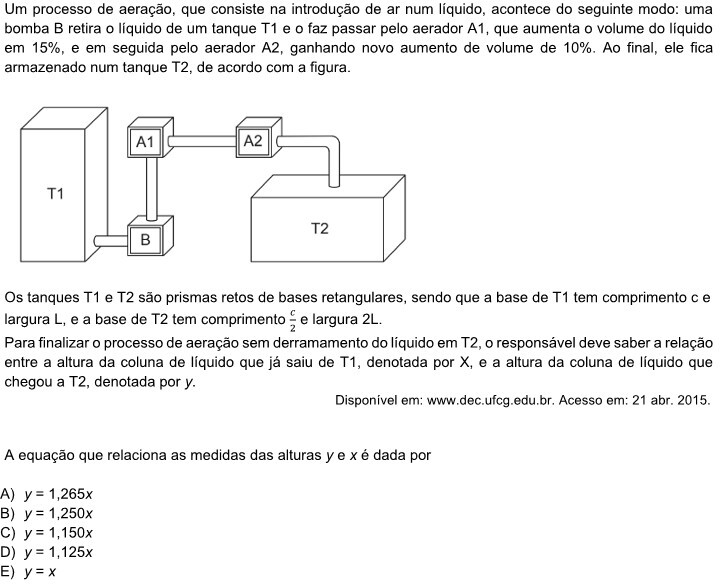 Um processo de aeração, que consiste na introdução de ar num líquido, acontece do seguinte modo: uma
bomba B retira o líquido de um tanque T1 e o faz passar pelo aerador A1, que aumenta o volume do líquido
em 15%, e em seguida pelo aerador A2, ganhando novo aumento de volume de 10%. Ao final, ele fica
armazenado num tanque T2, de acordo com a figura.
A1
A2
T1
T2
B
Os tanques T1 e T2 são prismas retos de bases retangulares, sendo que a base de T1 tem comprimento c e
largura L, e a base de T2 tem comprimento c/2 e largura 2L.
Para finalizar o processo de aeração sem derramamento do líquido em T2, o responsável deve saber a relação
entre a altura da coluna de líquido que já saiu de T1, denotada por X, e a altura da coluna de líquido que
chegou a T2, denotada por y.
Disponível em: www.dec.ufcg.edu.br. Acesso em: 21 abr. 2015.
A equação que relaciona as medidas das alturas y e x é dada por
A) y = 1,265x
B) y = 1,250x
C) y = 1,150x
D) y = 1,125x
E) y = x